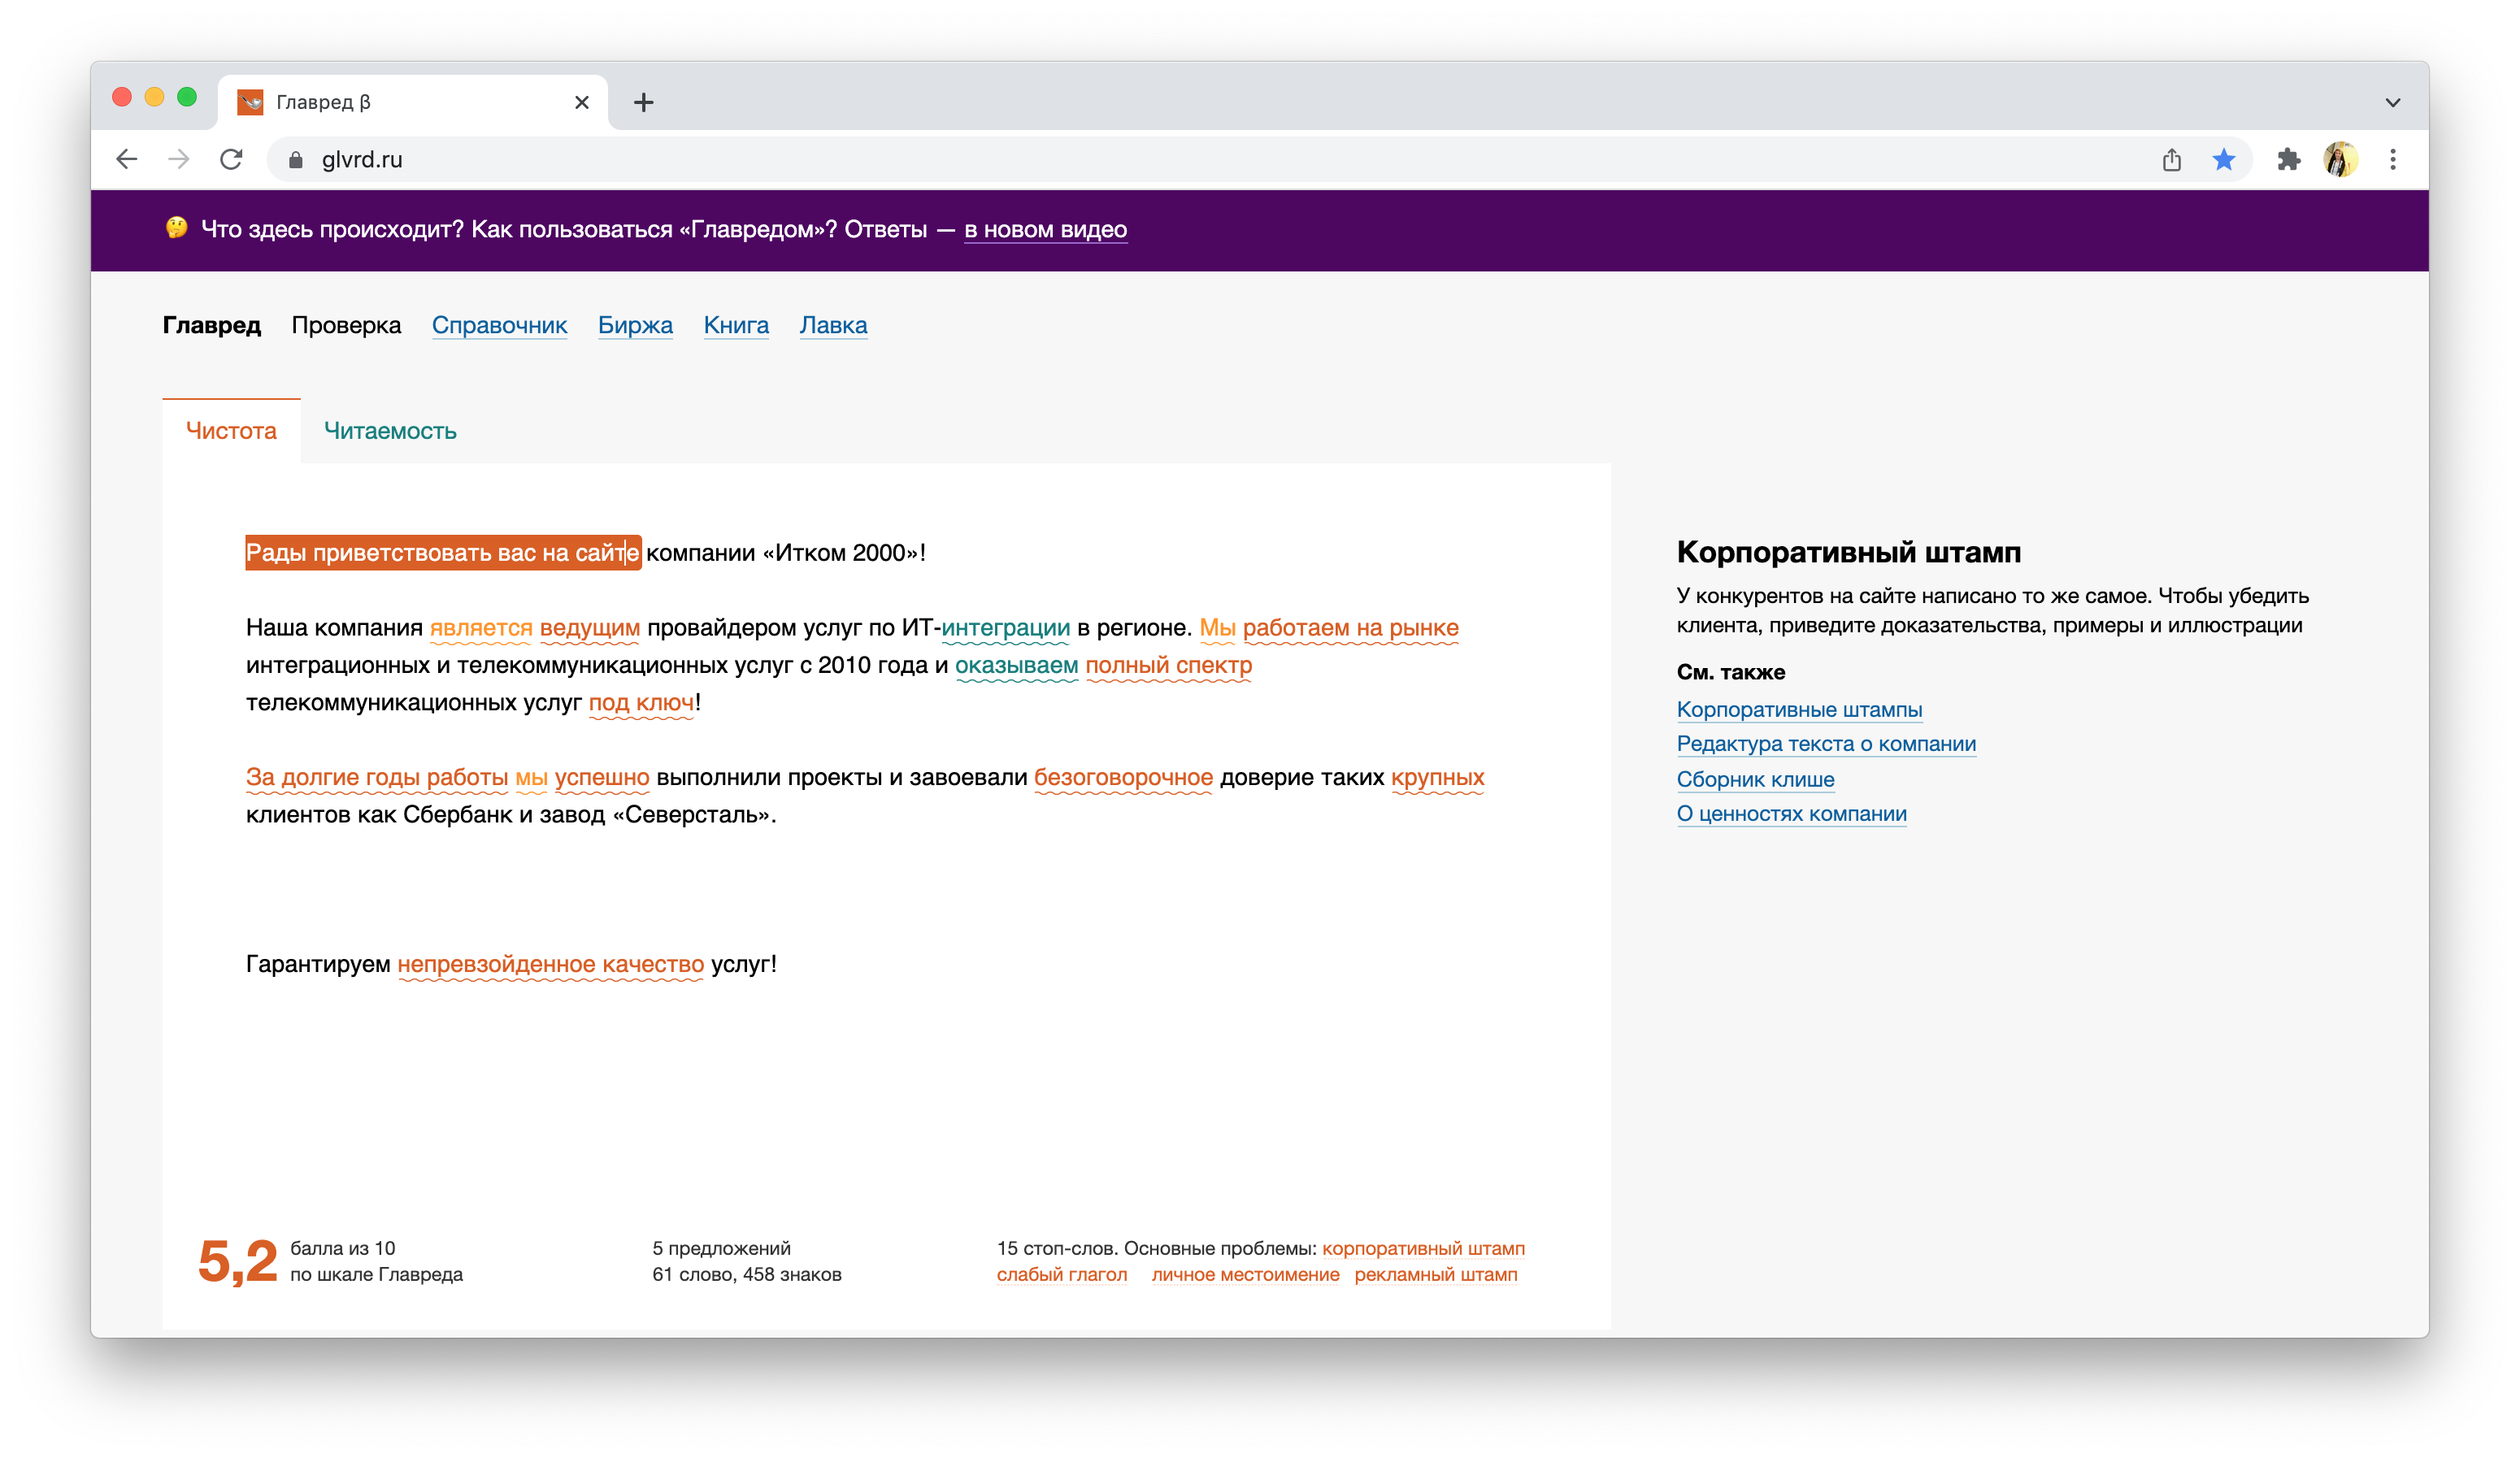 Главред β
glvrd.ru
🤔 Что здесь происходит? Как пользоваться «Главредом»? Ответы — в новом видео
Главред Проверка Справочник Биржа Книга Лавка
Чистота Читаемость
Рады приветствовать вас на сайте компании «Итком 2000»!
Наша компания является ведущим провайдером услуг по ИТ-интеграции в регионе. Мы работаем на рынке
интеграционных и телекоммуникационных услуг с 2010 года и оказываем полный спектр
телекоммуникационных услуг под ключ!
За долгие годы работы мы успешно выполнили проекты и завоевали безоговорочное доверие таких крупных
клиентов как Сбербанк и завод «Северсталь».
Гарантируем непревзойденное качество услуг!
Корпоративный штамп
У конкурентов на сайте написано то же самое. Чтобы убедить
клиента, приведите доказательства, примеры и иллюстрации
См. также
Корпоративные штампы
Редактура текста о компании
Сборник клише
О ценностях компании
5,2 балла из 10
по шкале Главреда
5 предложений
61 слово, 458 знаков
15 стоп-слов. Основные проблемы: корпоративный штамп
слабый глагол личное местоимение рекламный штамп